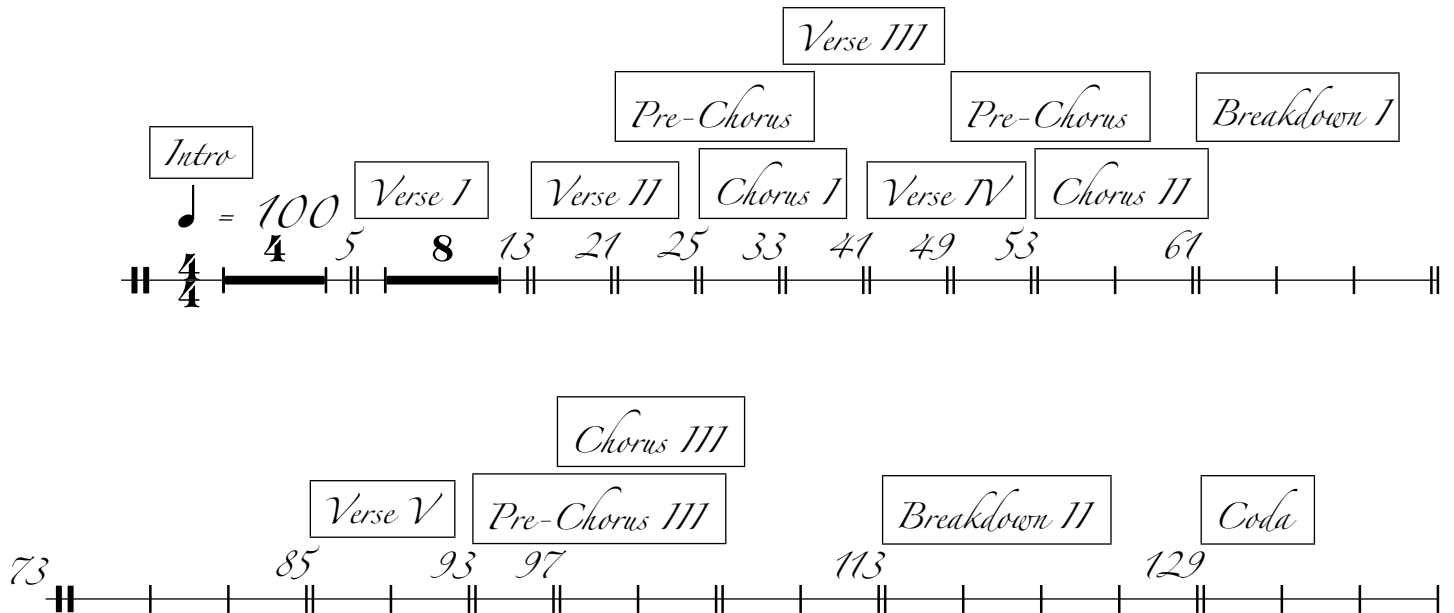 Verse III
Pre-Chorus Pre-Chorus Breakdown I
Intro
Verse I Verse II Chorus I Verse IV Chorus II
= 100
4 5 8 13 21 25 33 41 49 53 61
4
4
Chorus III
Verse V Pre-Chorus III Breakdown II Coda
73 85 93 97 113 129